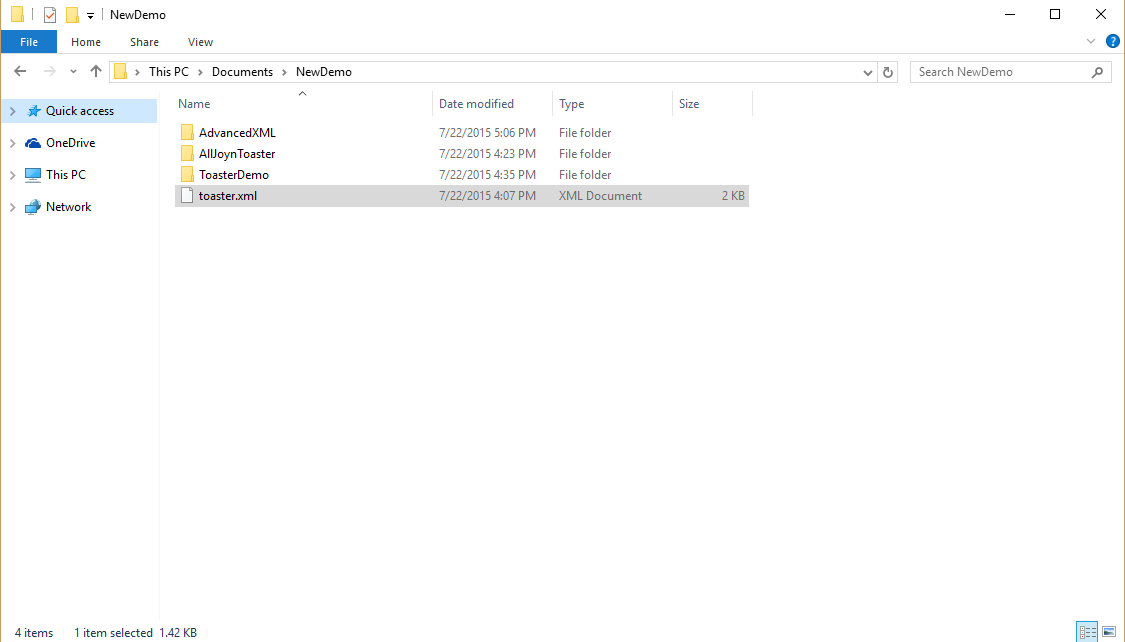 NewDemo
File Home Share View
This PC Documents NewDemo Search NewDemo
Name Date modified Type Size
Quick access
OneDrive
This PC
Network
AdvancedXML 7/22/2015 5:06 PM File folder
AllJoynToaster 7/22/2015 4:23 PM File folder
ToasterDemo 7/22/2015 4:35 PM File folder
toaster.xml 7/22/2015 4:07 PM XML Document 2 KB
4 items 1 item selected 1.42 KB